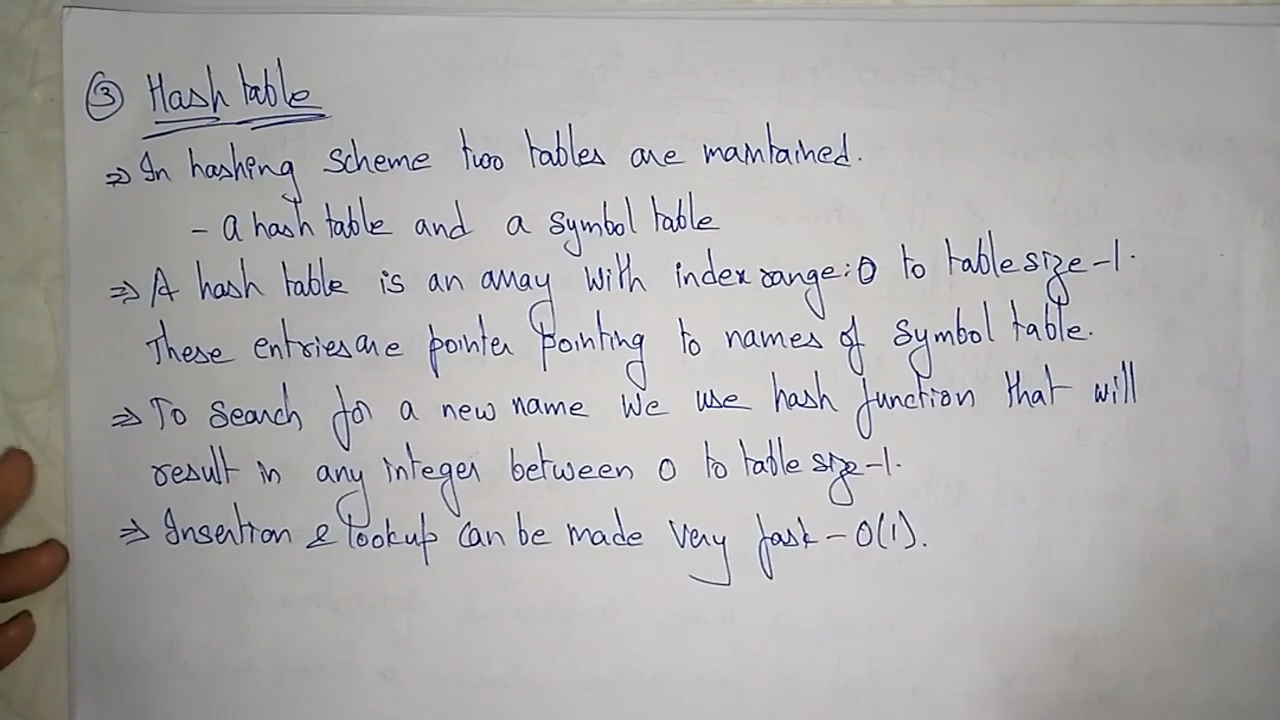 ③ Hash table
⇒ In hashing scheme two tables are maintained.
- a hash table and a symbol table
⇒ A hash table is an array with index range: 0 to table size-1.
These entries are pointer pointing to names of symbol table.
⇒ To search for a new name we use hash function that will
result in any integer between 0 to table size-1.
⇒ Insertion & lookup can be made very fast - O(1).